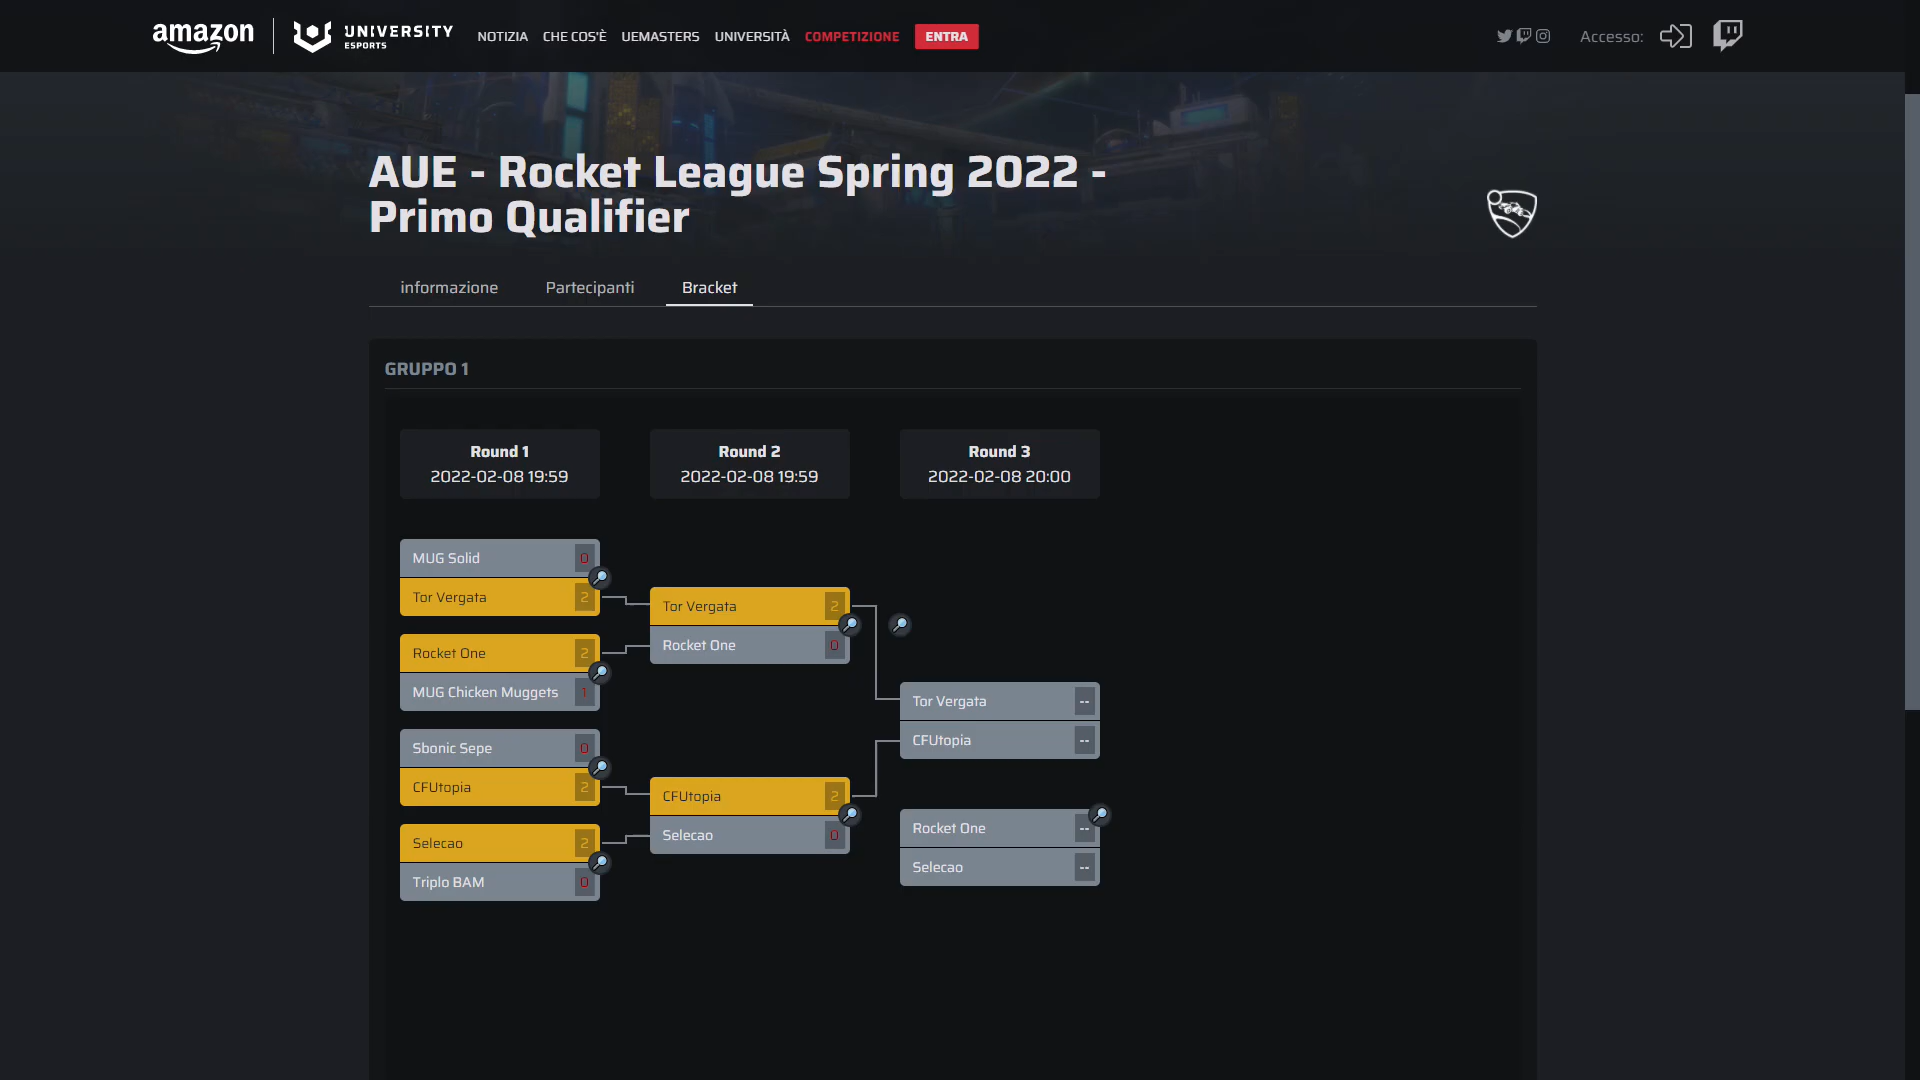 amazon
UNIVERSITY
ESPORTS
NOTIZIA CHE COS'È UEMASTERS UNIVERSITÀ COMPETIZIONE ENTRA
Accesso:
AUE - Rocket League Spring 2022 -
Primo Qualifier
informazione Partecipanti Bracket
GRUPPO 1
Round 1
2022-02-08 19:59
Round 2
2022-02-08 19:59
Round 3
2022-02-08 20:00
MUG Solid 0
Tor Vergata 2
Rocket One 2
MUG Chicken Muggets 1
Sbonic Sepe 0
CFUtopia 2
Selecao 2
Triplo BAM 0
Tor Vergata 2
Rocket One 0
CFUtopia 2
Selecao 0
Tor Vergata --
CFUtopia --
Rocket One --
Selecao --